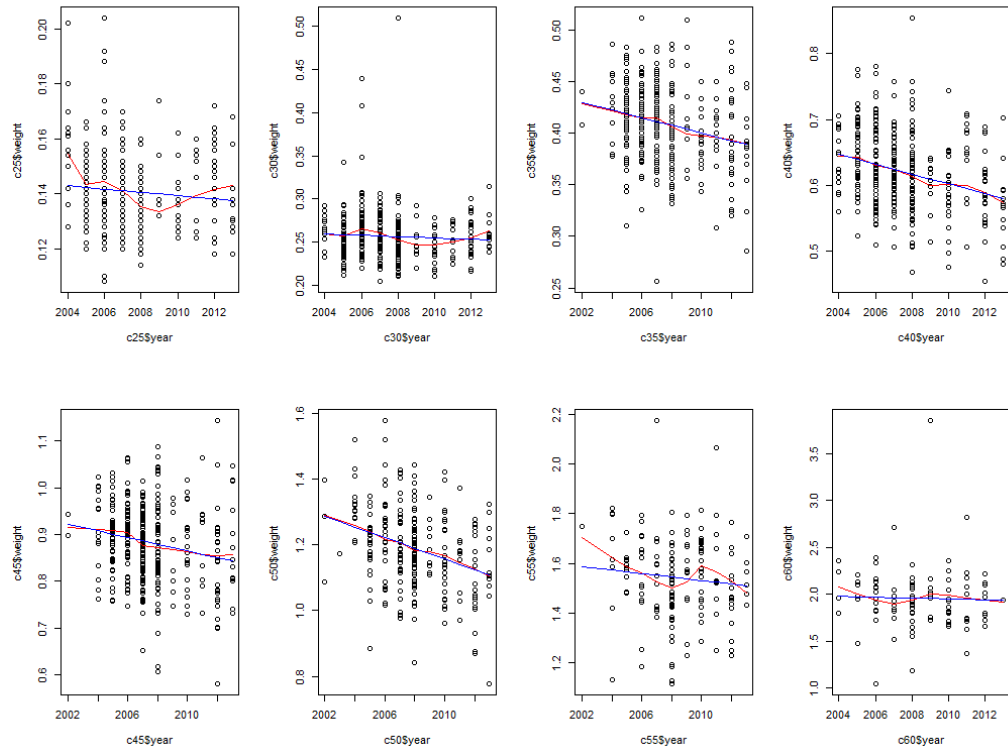 c25$weight
0.12 0.14 0.16 0.18 0.20
2004 2006 2008 2010 2012
c25$year
c30$weight
0.20 0.25 0.30 0.35 0.40 0.45 0.50
2004 2006 2008 2010 2012
c30$year
c35$weight
0.25 0.30 0.35 0.40 0.45 0.50
2002 2006 2010
c35$year
c40$weight
0.5 0.6 0.7 0.8
2004 2006 2008 2010 2012
c40$year
c45$weight
0.6 0.7 0.8 0.9 1.0 1.1
2002 2006 2010
c45$year
c50$weight
0.8 1.0 1.2 1.4 1.6
2002 2006 2010
c50$year
c55$weight
1.2 1.4 1.6 1.8 2.0 2.2
2002 2006 2010
c55$year
c60$weight
1.0 1.5 2.0 2.5 3.0 3.5
2004 2006 2008 2010 2012
c60$year